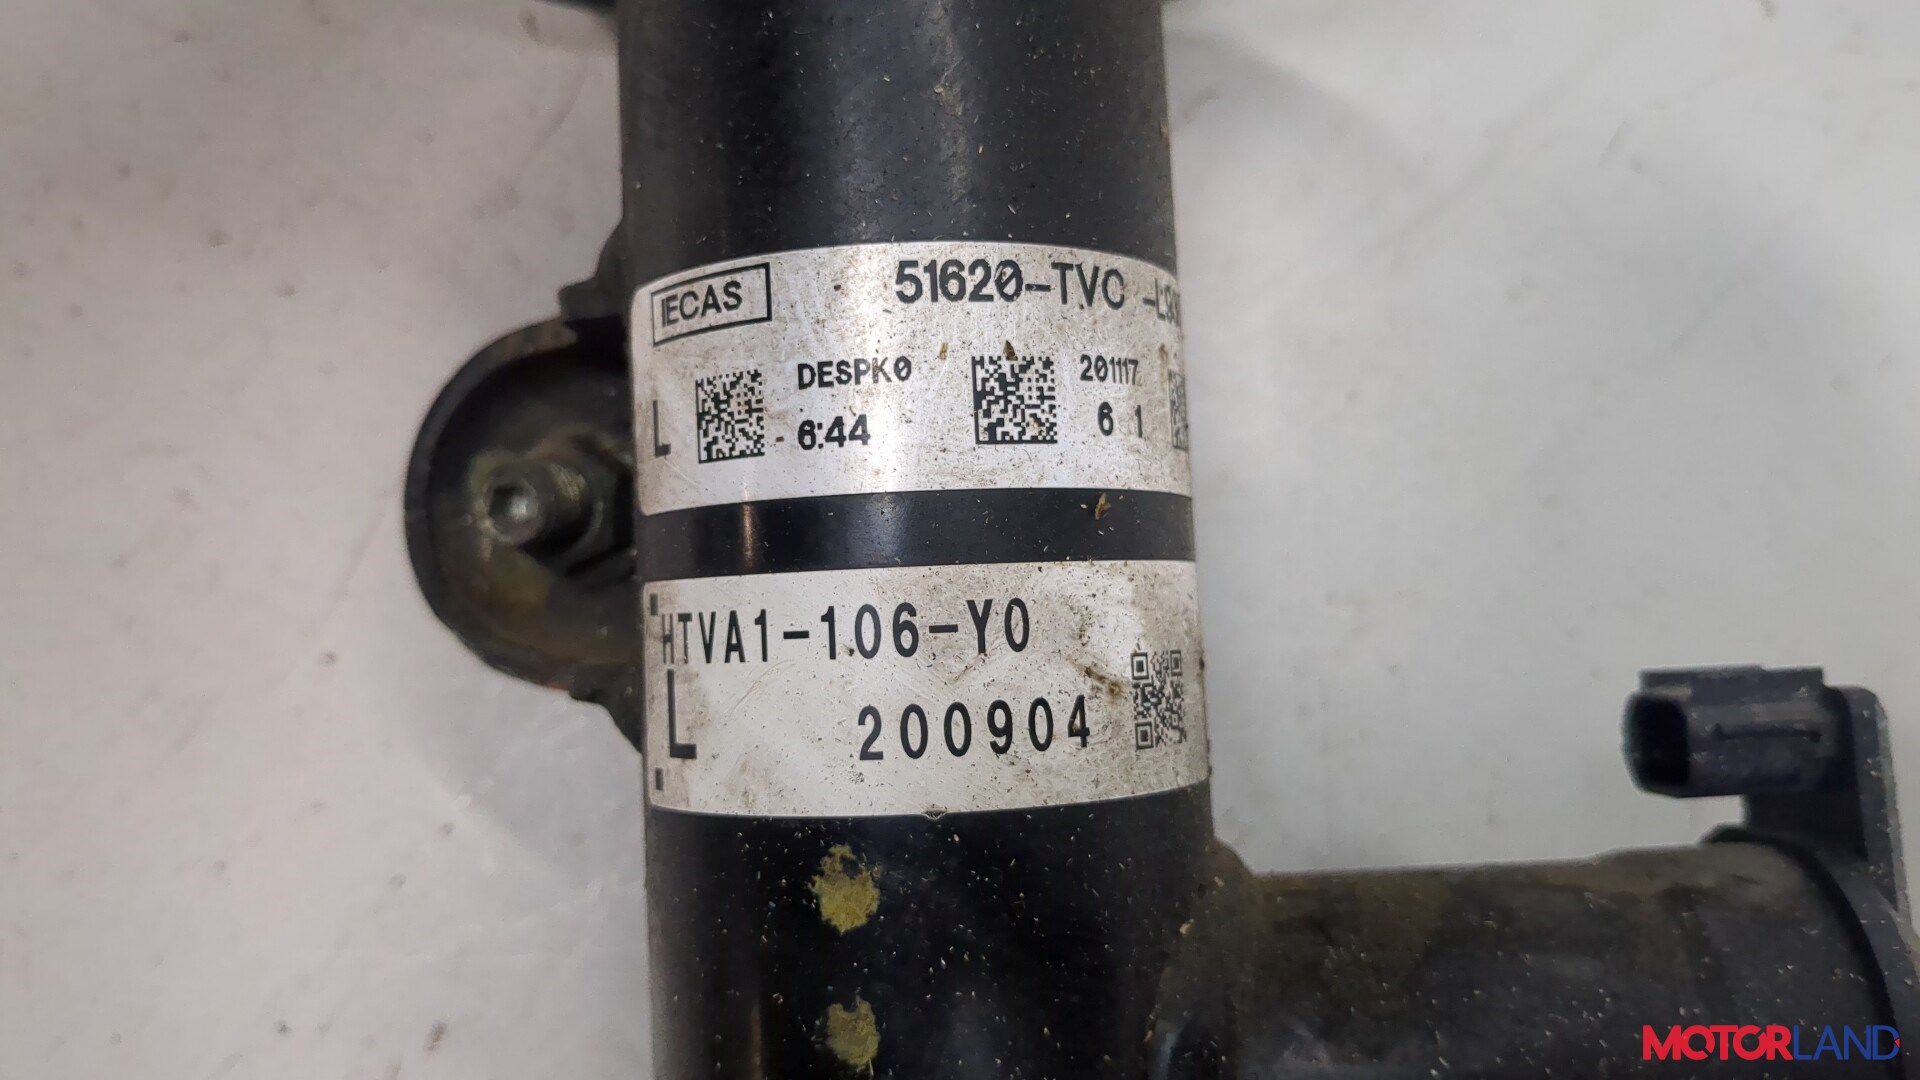 IECAS 51620-TVC
L DESPK0 201117
6:44 6 1
HTVA1-106-Y0
L 200904
MOTORLAND